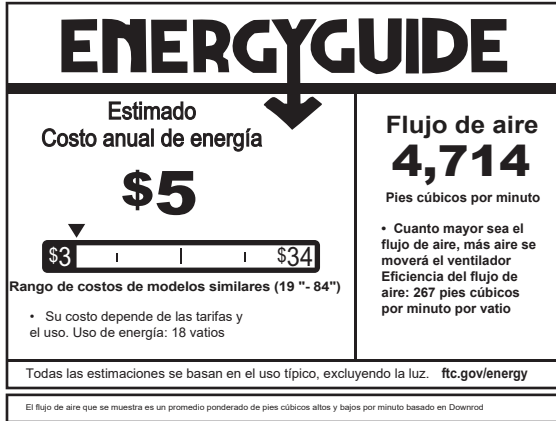 ENERGYGUIDE
Estimado
Costo anual de energía
$5
$3
$34
Rango de costos de modelos similares (19 "- 84")
• Su costo depende de las tarifas y
el uso. Uso de energía: 18 vatios
Flujo de aire
4,714
Pies cúbicos por minuto
• Cuanto mayor sea el
flujo de aire, más aire se
moverá el ventilador
Eficiencia del flujo de
aire: 267 pies cúbicos
por minuto por vatio
Todas las estimaciones se basan en el uso típico, excluyendo la luz. ftc.gov/energy
El flujo de aire que se muestra es un promedio ponderado de pies cúbicos altos y bajos por minuto basado en Downrod